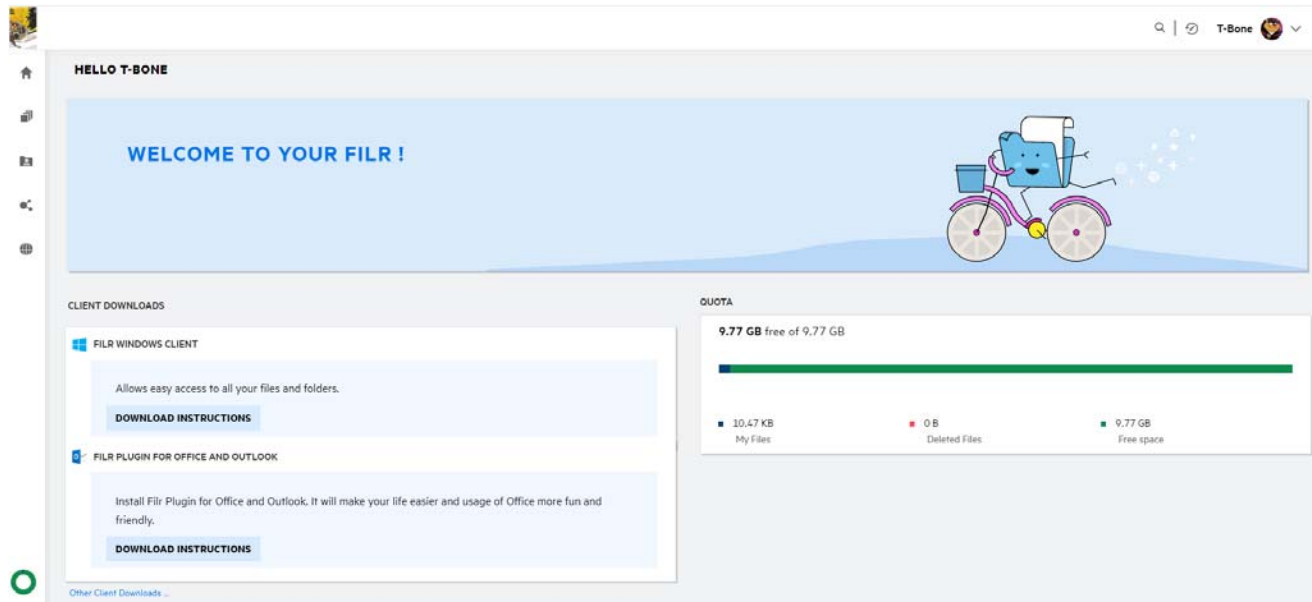 T-Bone
HELLO T-BONE
WELCOME TO YOUR FILR !
CLIENT DOWNLOADS
FILR WINDOWS CLIENT
Allows easy access to all your files and folders.
DOWNLOAD INSTRUCTIONS
FILR PLUGIN FOR OFFICE AND OUTLOOK
Install Filr Plugin for Office and Outlook. It will make your life easier and usage of Office more fun and
friendly.
DOWNLOAD INSTRUCTIONS
Other Client Downloads ...
QUOTA
9.77 GB free of 9.77 GB
10.47 KB
My Files
0 B
Deleted Files
9.77 GB
Free space